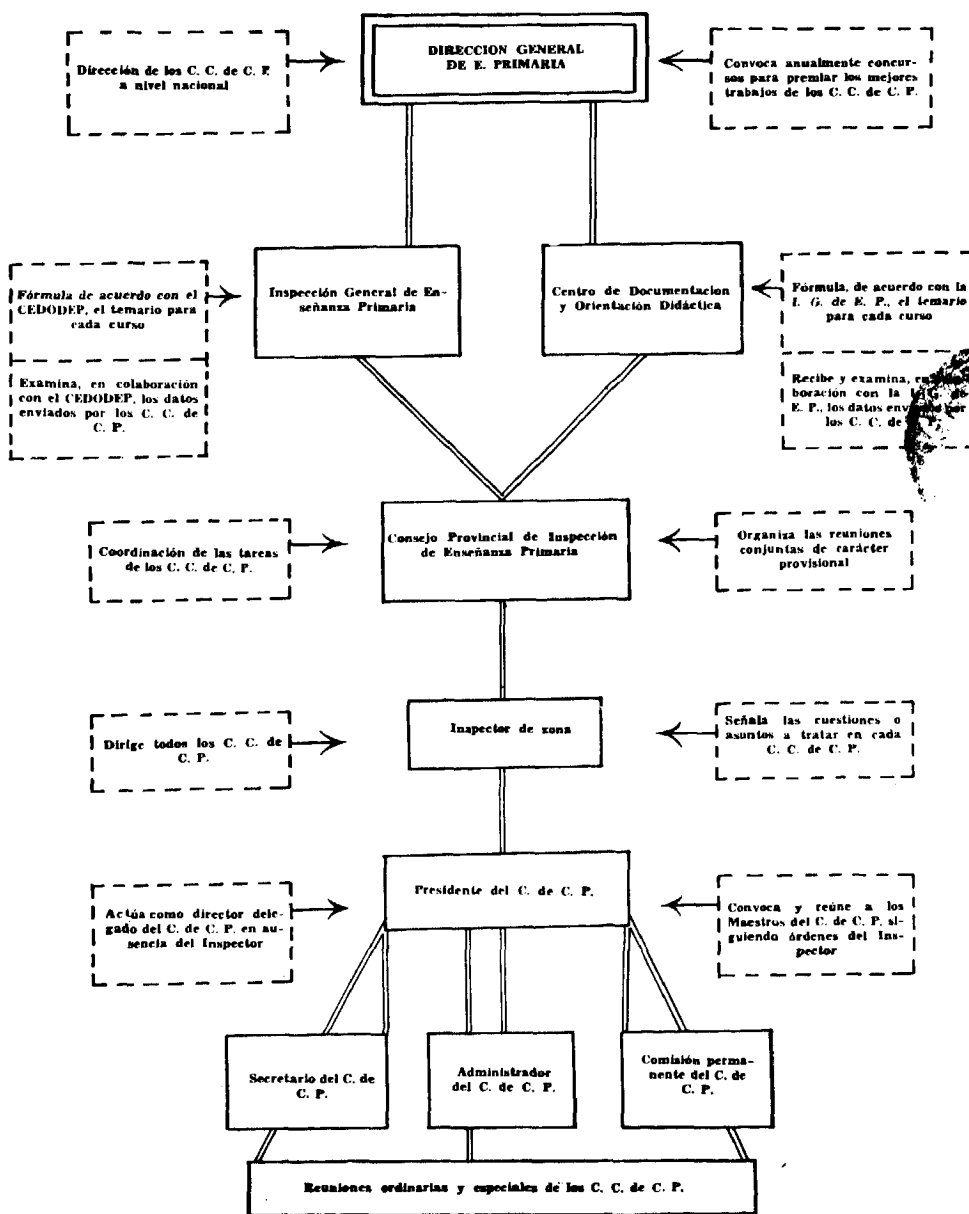 DIRECCION GENERAL
DE E. PRIMARIA
Dirección de los C. C. de C. P.
a nivel nacional
Convoca anualmente concur-
sos para premiar los mejores
trabajos de los C. C. de C. P.
Fórmula de acuerdo con el
CEDODEP, el temario para
cada curso
Examina, en colaboración
con el CEDODEP, los datos
enviados por los C. C. de
C. P.
Inspección General de En-
señanza Primaria
Centro de Documentacion
y Orientación Didáctica
Fórmula, de acuerdo con la
I. G. de E. P., el temario
para cada curso
Recibe y examina, en
boración con la I. G. de
E. P., los datos enviados por
los C. C. de C. P.
Coordinación de las tareas
de los C. C. de C. P.
Consejo Provincial de Inspección
de Enseñanza Primaria
Organiza las reuniones
conjuntas de carácter
provisional
Dirige todos los C. C. de
C. P.
Inspector de zona
Señala las cuestiones o
asuntos a tratar en cada
C. C. de C. P.
Actúa como director dele-
gado del C. de C. P. en au-
sencia del Inspector
Presidente del C. de C. P.
Convoca y reúne a los
Maestros del C. de C. P. si-
guiendo órdenes del Ins-
pector
Secretario del C. de
C. P.
Administrador
del C. de C. P.
Comisión perma-
nente del C. de
C. P.
Reuniones ordinarias y especiales de los C. C. de C. P.